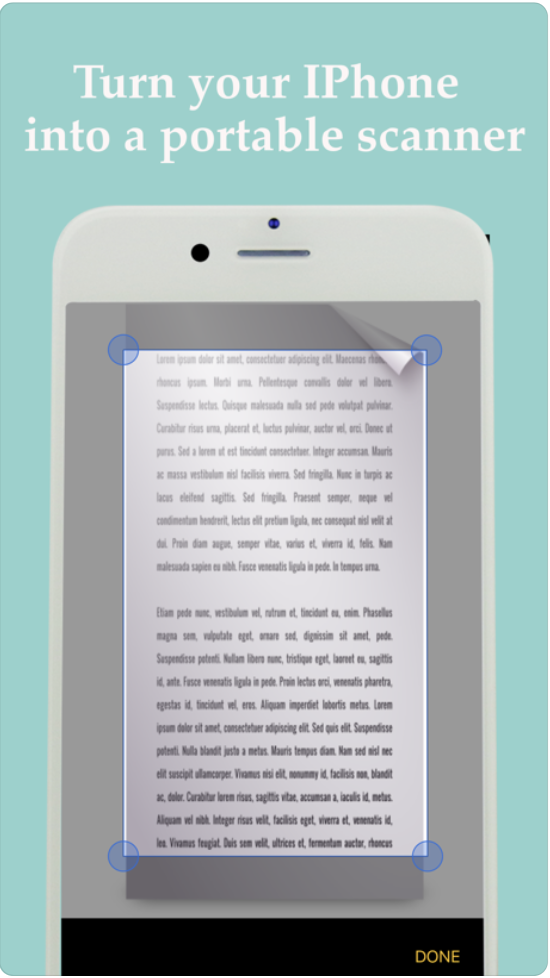 Turn your IPhone
into a portable scanner
Lorem ipsum dolor sit amet, consectetuer adipiscing elit. Maecenas
rhoncus ipsum. Morbi urna. Pellentesque convallis dolor vel libero.
Suspendisse lectus. Quisque malesuada nulla sed pede volutpat pulvinar.
Curabitur risus urna, placerat et, luctus pulvinar, auctor vel, orci. Donec ut
purus. Sed a lorem ut est tincidunt consectetuer. Integer accumsan. Mauris
ac massa vestibulum nisl facilisis viverra. Sed fringilla. Nunc in turpis ac
lacus eleifend sagittis. Sed fringilla. Praesent semper, neque vel
condimentum hendrerit, lectus elit pretium ligula, nec consequat nisl velit at
dui. Proin diam augue, semper vitae, varius et, viverra id, felis. Nam
malesuada sapien eu nibh. Fusce venenatis ligula in pede. In tempus urna.
Etiam pede nunc, vestibulum vel, rutrum et, tincidunt eu, enim. Phasellus
magna sem, vulputate eget, ornare sed, dignissim sit amet, pede.
Suspendisse potenti. Nullam libero nunc, tristique eget, laoreet eu, sagittis
id, ante. Fusce venenatis ligula in pede. Proin lectus orci, venenatis pharetra,
egestas id, tincidunt vel, eros. Aliquam imperdiet lobortis metus. Lorem
ipsum dolor sit amet, consectetuer adipiscing elit. Sed quis elit. Suspendisse
potenti. Nulla blandit justo a metus. Mauris tempus diam. Nam sed nisl nec
elit suscipit ullamcorper. Vivamus nisi elit, nonummy id, facilisis non, blandit
ac, dolor. Curabitur lorem risus, sagittis vitae, accumsan a, iaculis id, metus.
Aliquam vel nibh. Integer risus velit, facilisis eget, viverra et, venenatis id,
leo. Vivamus feugiat. Duis sem velit, ultrices et, fermentum auctor, rhoncus
DONE